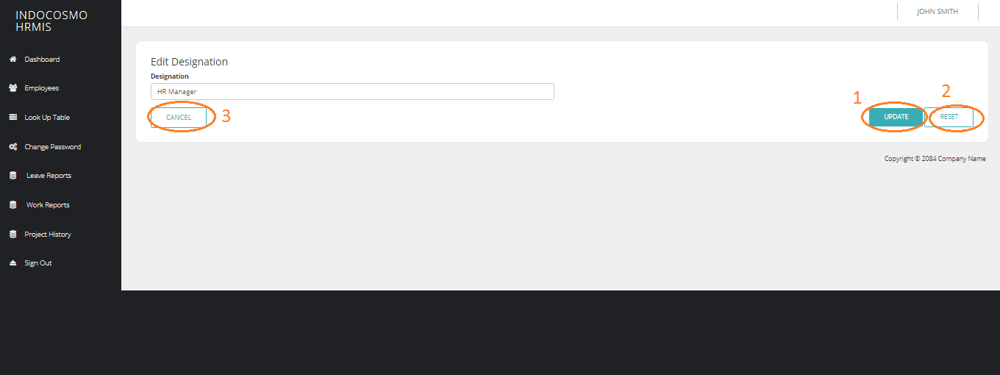 INDOCOSMO
HRMIS
JOHN SMITH
Dashboard
Employees
Look Up Table
Change Password
Leave Reports
Work Reports
Project History
Sign Out
Edit Designation
Designation
HR Manager
CANCEL
3
1
UPDATE
2
RESET
Copyright © 2084 Company Name